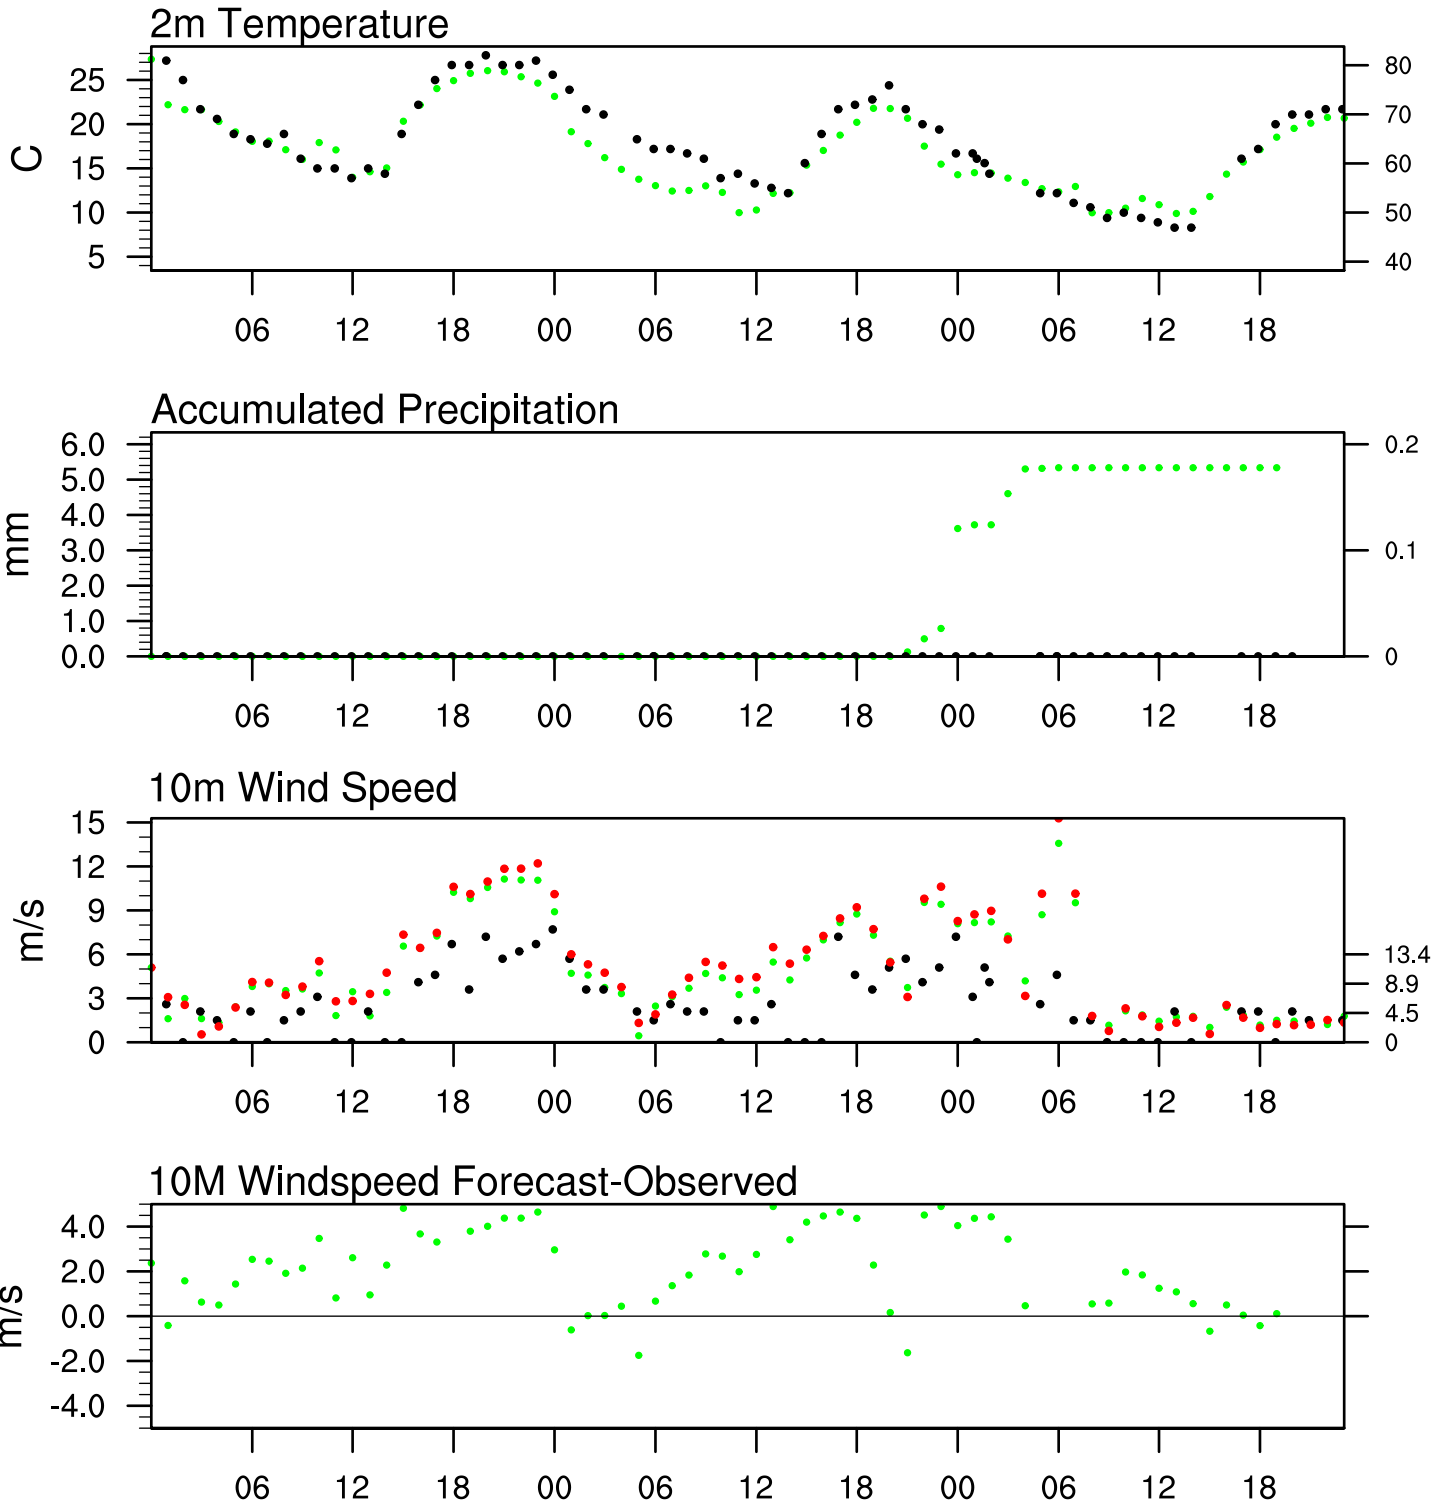 2m Temperature
25
20
15
10
5
C
80
70
60
50
40
06 12 18 00 06 12 18 00 06 12 18
Accumulated Precipitation
6.0
5.0
4.0
3.0
2.0
1.0
0.0
mm
0.2
0.1
0
06 12 18 00 06 12 18 00 06 12 18
10m Wind Speed
15
12
9
6
3
0
m/s
13.4
8.9
4.5
0
06 12 18 00 06 12 18 00 06 12 18
10M Windspeed Forecast-Observed
4.0
2.0
0.0
-2.0
-4.0
m/s
06 12 18 00 06 12 18 00 06 12 18